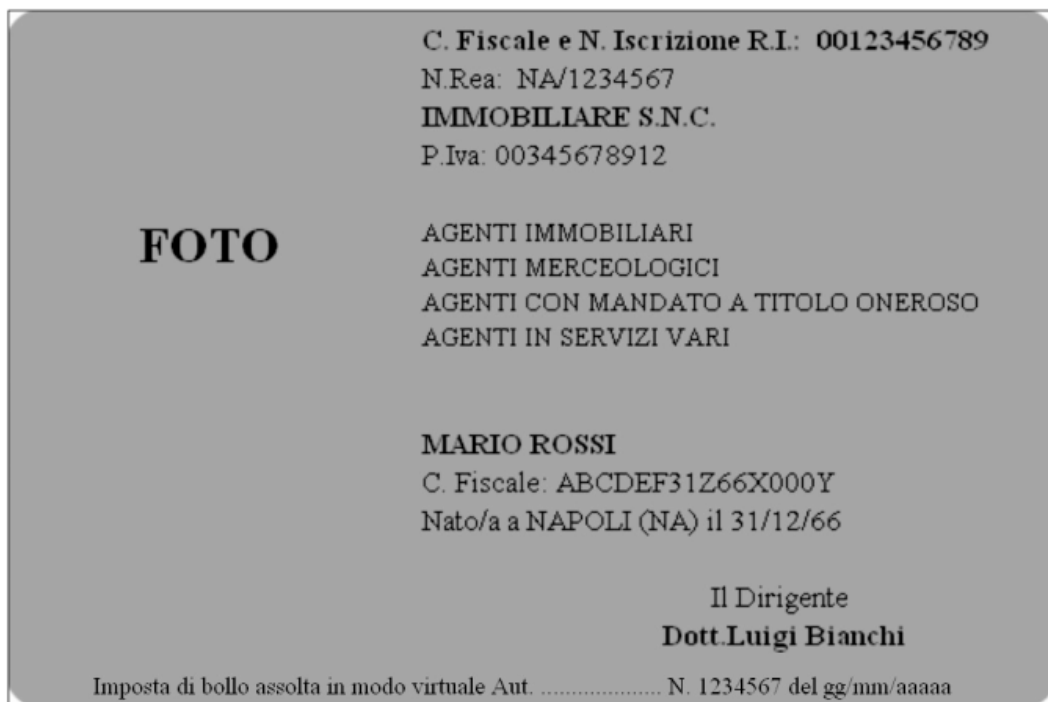 C. Fiscale e N. Iscrizione R.I.: 00123456789
N.Rea: NA/1234567
IMMOBILIARE S.N.C.
P.Iva: 00345678912
FOTO
AGENTI IMMOBILIARI
AGENTI MERCEOLOGICI
AGENTI CON MANDATO A TITOLO ONEROSO
AGENTI IN SERVIZI VARI
MARIO ROSSI
C. Fiscale: ABCDEF31Z66X000Y
Nato/a a NAPOLI (NA) il 31/12/66
Il Dirigente
Dott.Luigi Bianchi
Imposta di bollo assolta in modo virtuale Aut. ..................... N. 1234567 del gg/mm/aaaaa